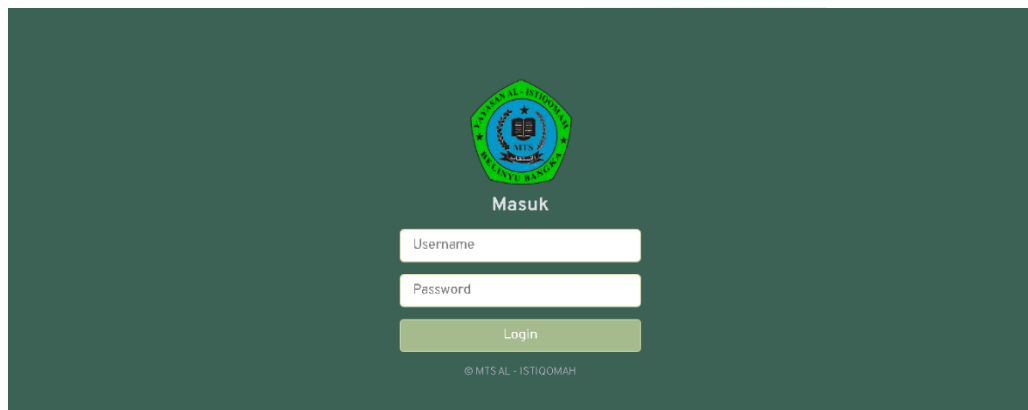 YAYASAN AL - ISTIQOMAH
MTS
BELINYU BANGKA
Masuk
Username
Password
Login
© MTS AL - ISTIQOMAH